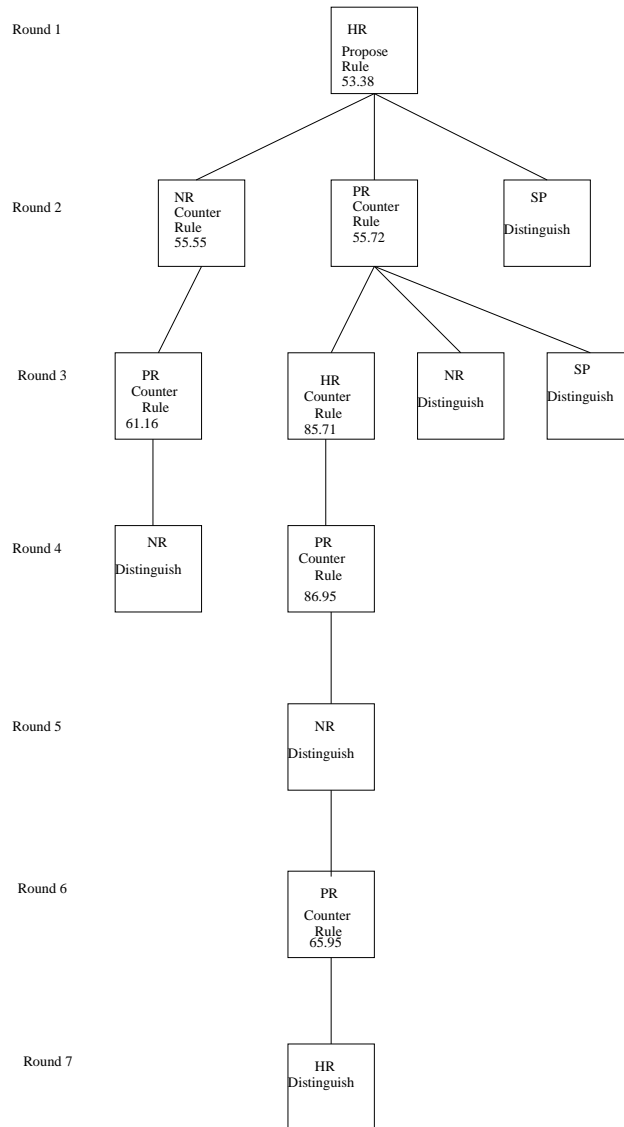 Round 1
HR
Propose
Rule
53.38
Round 2
NR
Counter
Rule
55.55
PR
Counter
Rule
55.72
SP
Distinguish
Round 3
PR
Counter
Rule
61.16
HR
Counter
Rule
85.71
NR
Distinguish
SP
Distinguish
Round 4
NR
Distinguish
PR
Counter
Rule
86.95
Round 5
NR
Distinguish
Round 6
PR
Counter
Rule
65.95
Round 7
HR
Distinguish